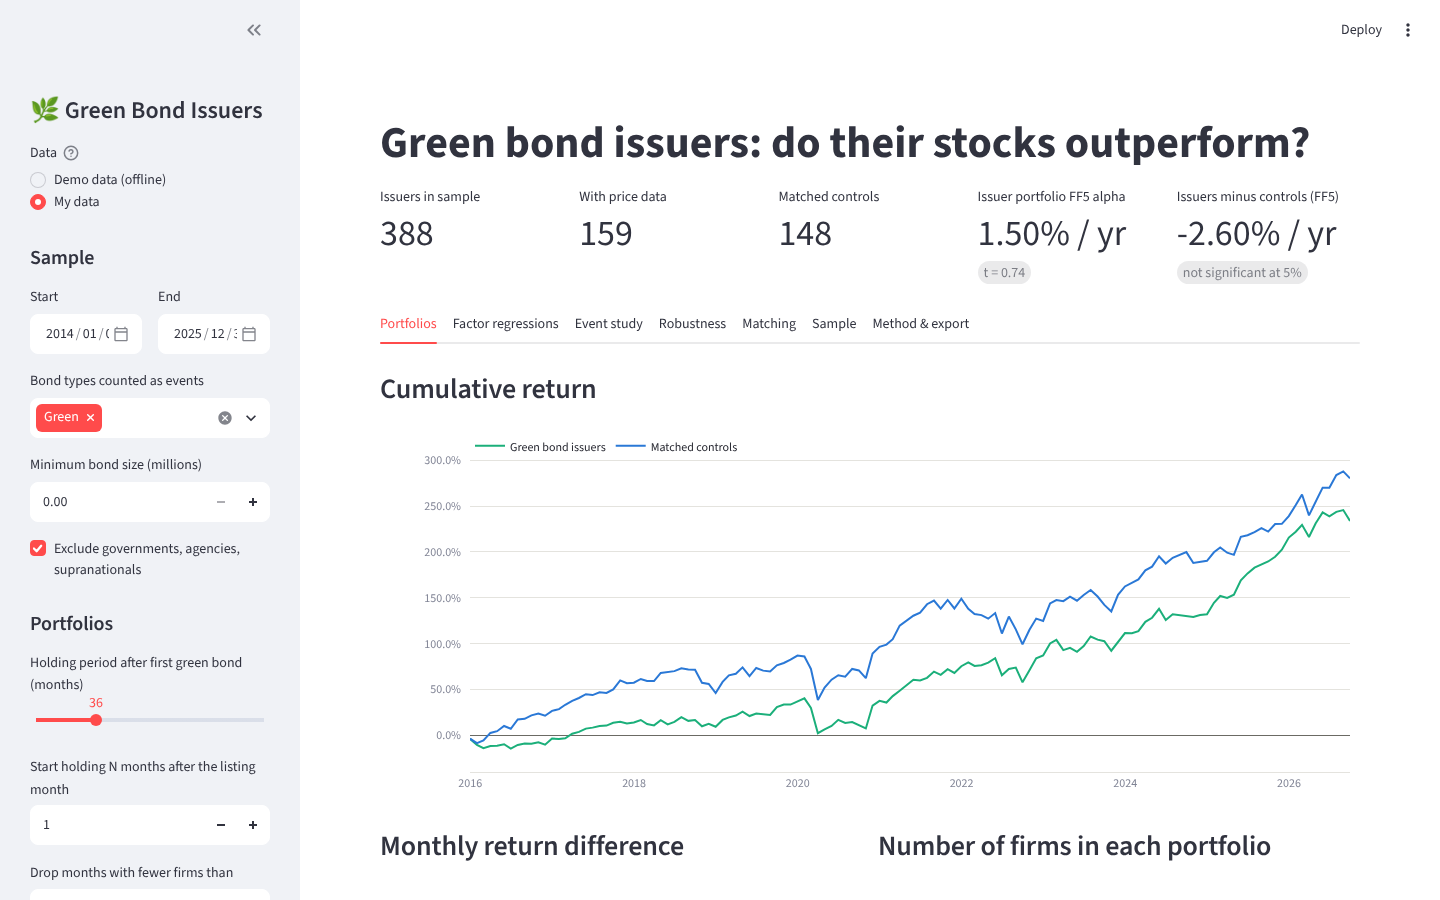 Deploy
🌿 Green Bond Issuers
Data
Demo data (offline)
My data
Sample
Start
End
2014 / 01 /
2025 / 12 /
Bond types counted as events
Green
Minimum bond size (millions)
0.00
Exclude governments, agencies,
supranationals
Portfolios
Holding period after first green bond
(months)
36
Start holding N months after the listing
month
1
Drop months with fewer firms than
Green bond issuers: do their stocks outperform?
Issuers in sample
388
With price data
159
Matched controls
148
Issuer portfolio FF5 alpha
1.50% / yr
t = 0.74
Issuers minus controls (FF5)
-2.60% / yr
not significant at 5%
Portfolios
Factor regressions
Event study
Robustness
Matching
Sample
Method & export
Cumulative return
Green bond issuers
Matched controls
300.0%
250.0%
200.0%
150.0%
100.0%
50.0%
0.0%
2016
2018
2020
2022
2024
2026
Monthly return difference
Number of firms in each portfolio